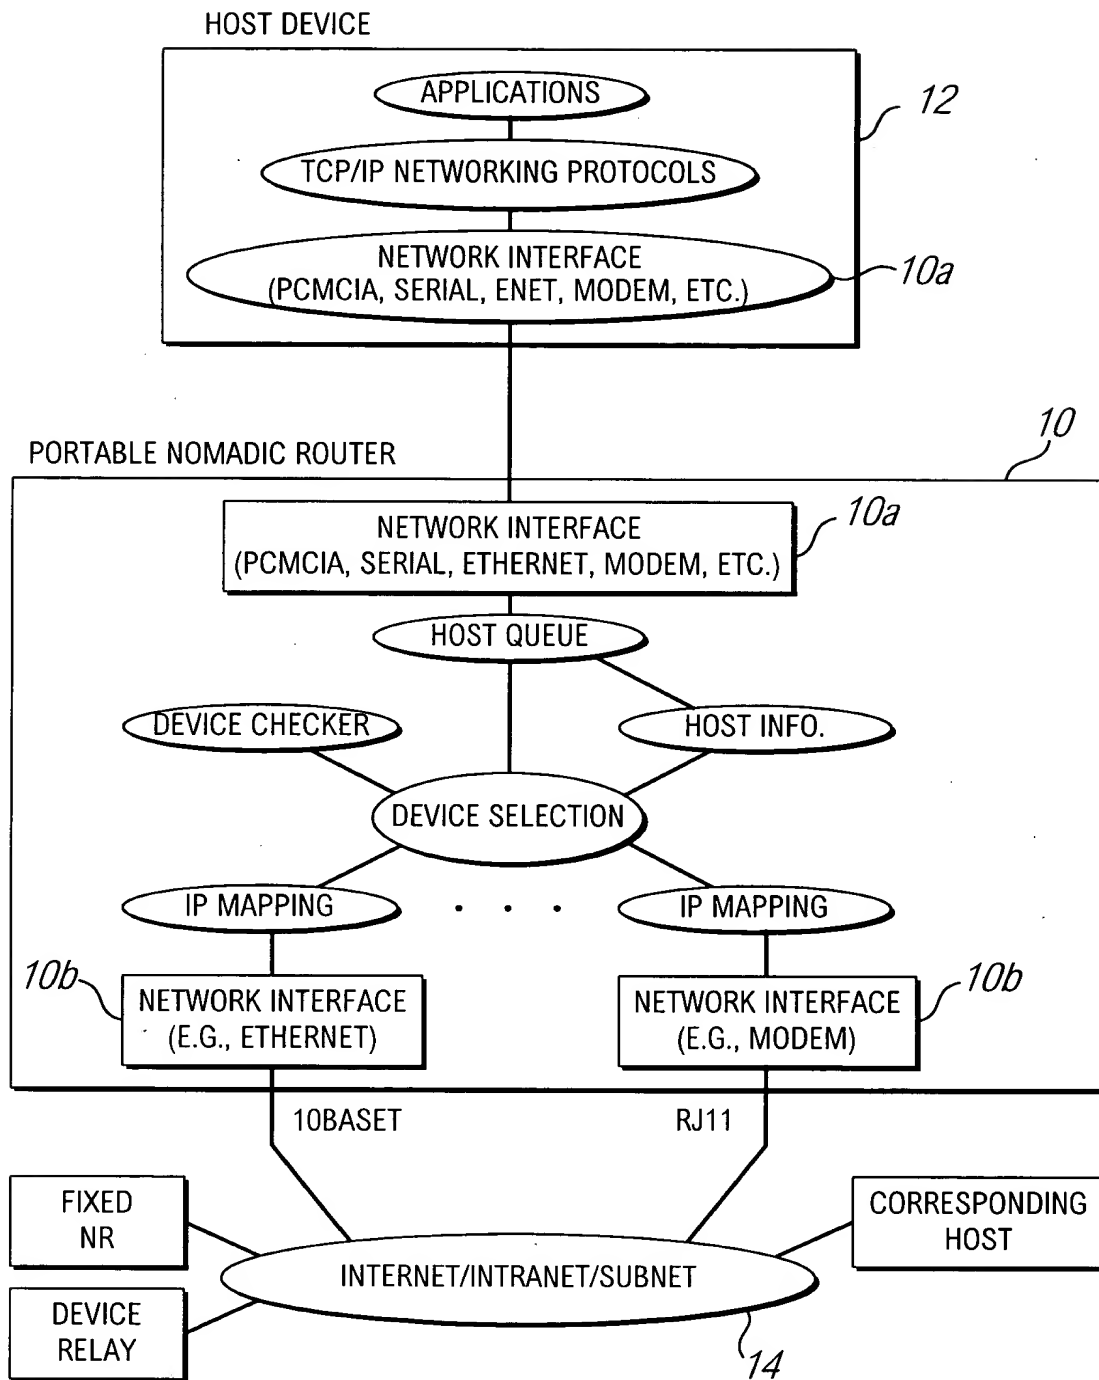 HOST DEVICE
APPLICATIONS
12
TCP/IP NETWORKING PROTOCOLS
NETWORK INTERFACE
(PCMCIA, SERIAL, ENET, MODEM, ETC.)
10a
PORTABLE NOMADIC ROUTER
10
NETWORK INTERFACE
(PCMCIA, SERIAL, ETHERNET, MODEM, ETC.)
10a
HOST QUEUE
DEVICE CHECKER
HOST INFO.
DEVICE SELECTION
IP MAPPING
. . .
IP MAPPING
10b
NETWORK INTERFACE
(E.G., ETHERNET)
NETWORK INTERFACE
(E.G., MODEM)
10b
10BASET
RJ11
FIXED
NR
CORRESPONDING
HOST
INTERNET/INTRANET/SUBNET
DEVICE
RELAY
14